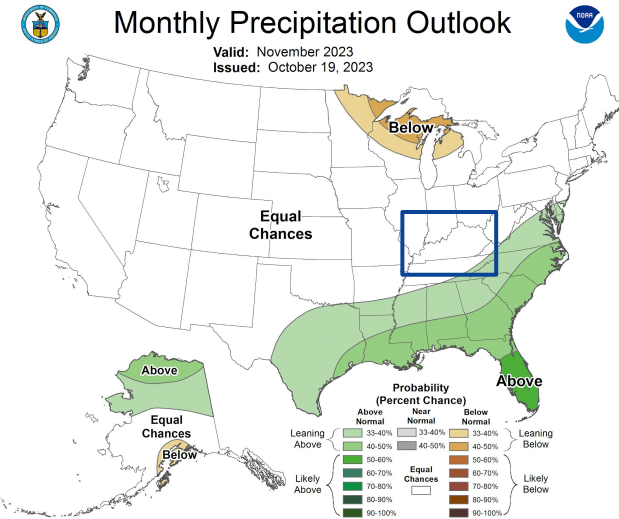 Monthly Precipitation Outlook
NOAA
Valid: November 2023
Issued: October 19, 2023
Below
Equal
Chances
Above
Equal
Chances
Below
Above
Probability
(Percent Chance)
Above Normal Near Normal Below Normal
Leaning Above 33-40% 33-40% 33-40% Leaning Below
40-50% 40-50% 40-50%
Likely Above 50-60% Equal Chances 50-60% Likely Below
60-70% 60-70%
70-80% 70-80%
80-90% 80-90%
90-100% 90-100%